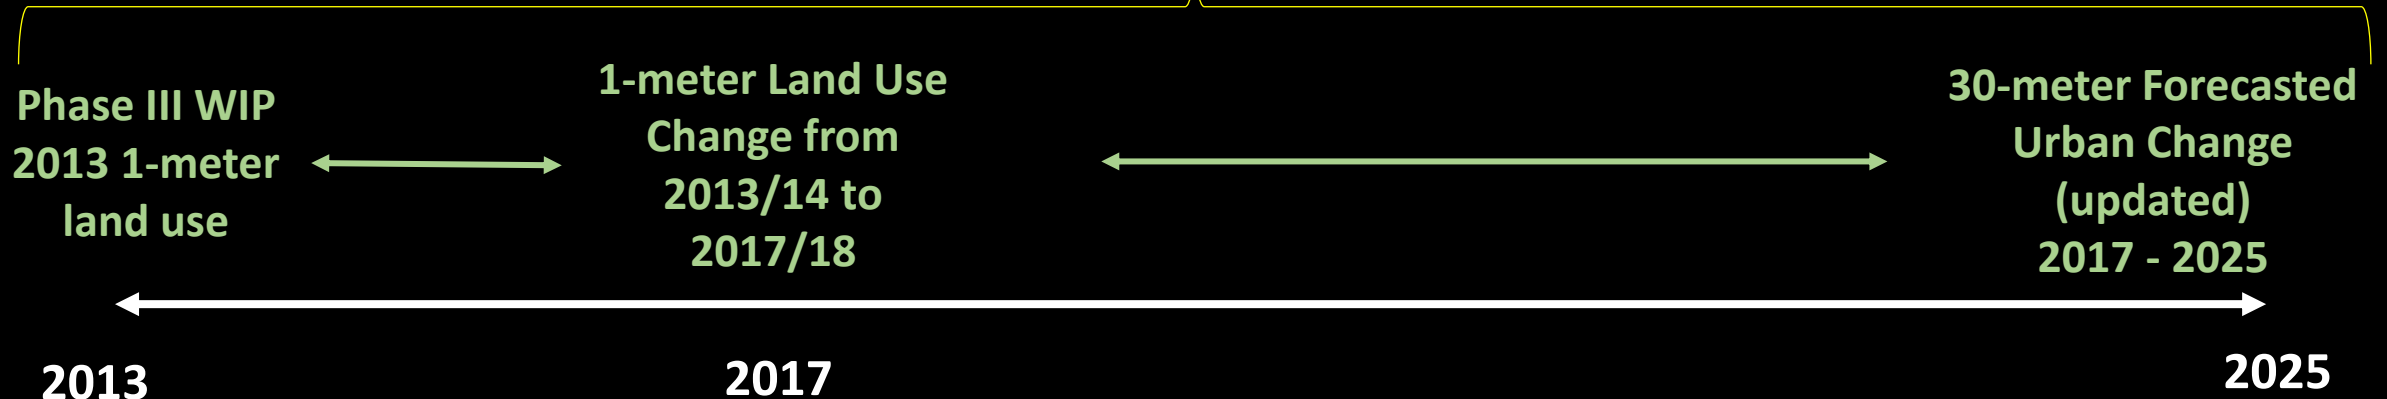 Phase III WIP
2013 1-meter
land use
1-meter Land Use
Change from
2013/14 to
2017/18
30-meter Forecasted
Urban Change
(updated)
2017 - 2025
2013
2017
2025